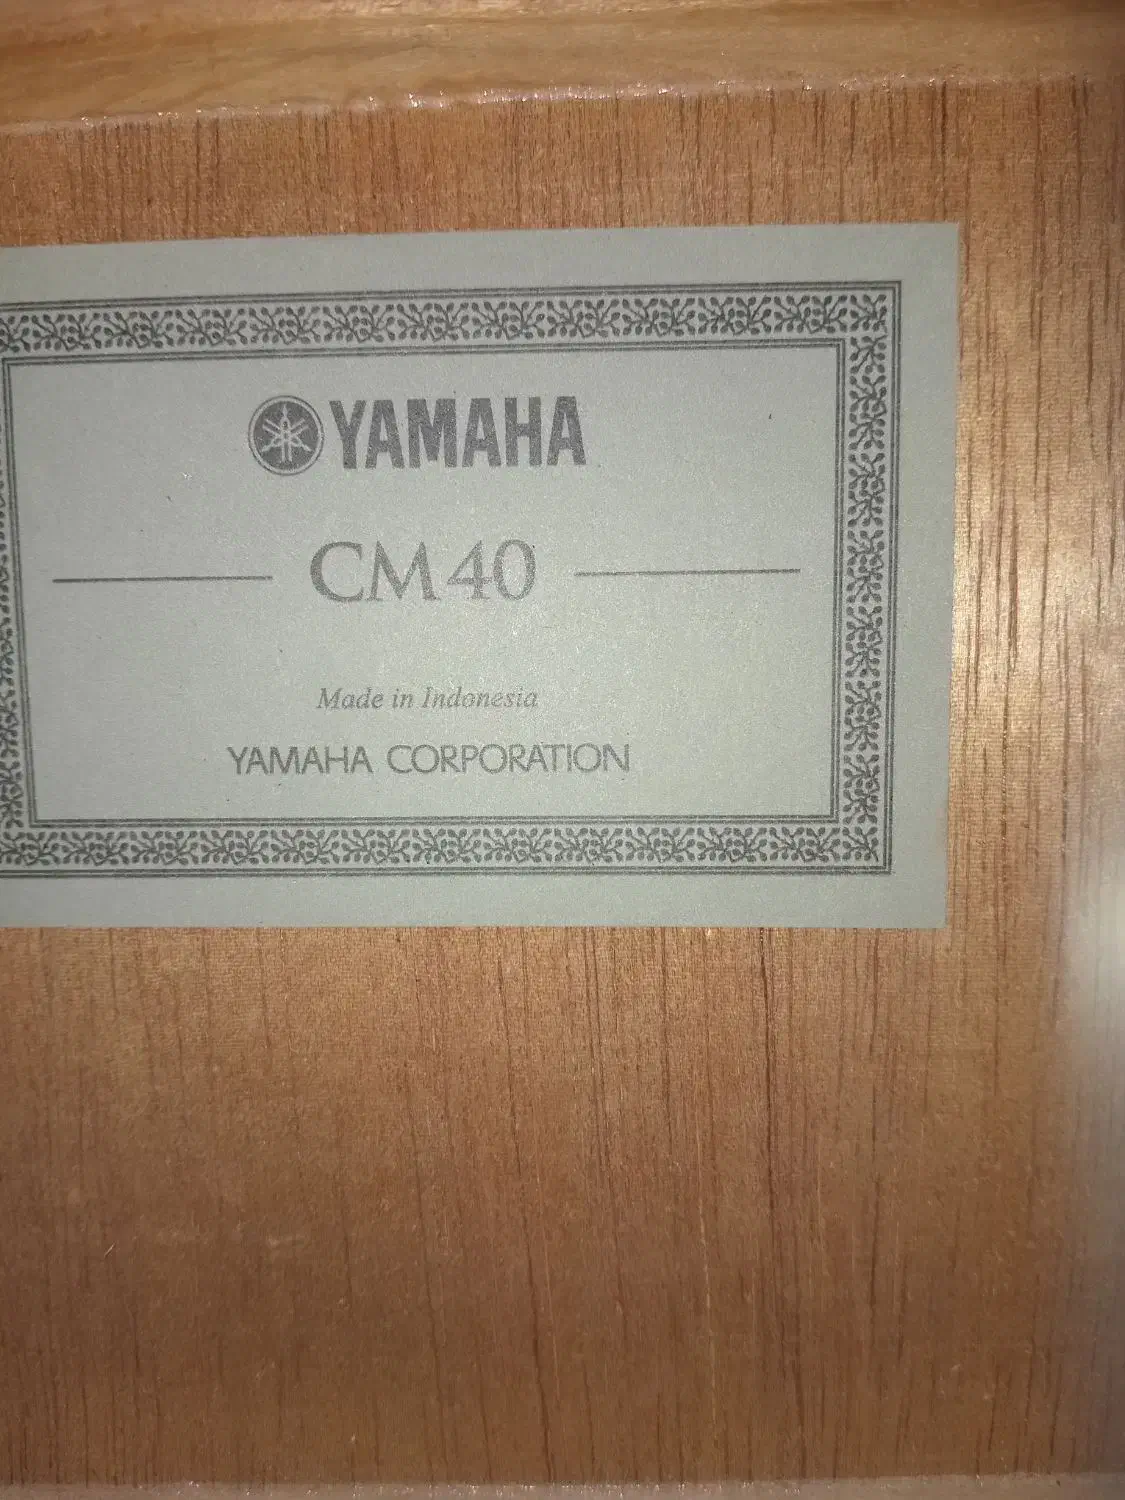 YAMAHA
CM40
Made in Indonesia
YAMAHA CORPORATION